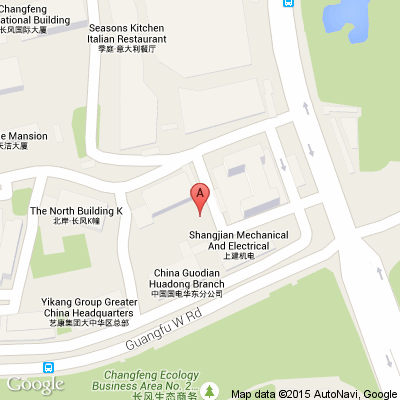 Changfeng
national Building
长风国际大厦
Seasons Kitchen
Italian Restaurant
季庭·意大利餐厅
e Mansion
天洁大厦
A
The North Building K
北岸·长风K幢
Shangjian Mechanical
And Electrical
上建机电
China Guodian
Huadong Branch
中国国电华东分公司
Yikang Group Greater
China Headquarters
艺康集团大中华区总部
Guangfu W Rd
Changfeng Ecology
Business Area No. 2...
长风生态商务
Google
Map data ©2015 AutoNavi, Google